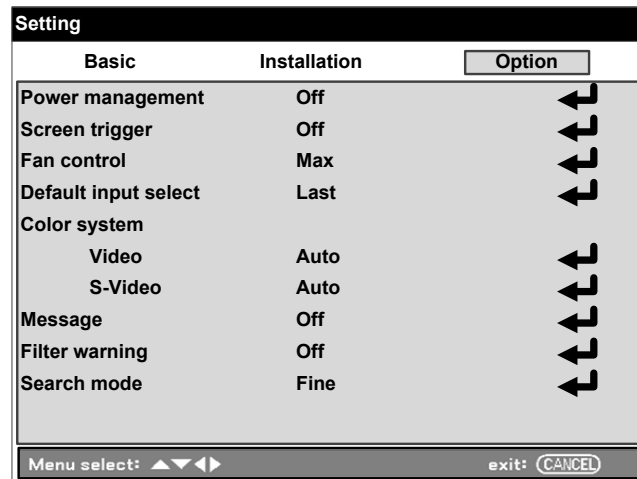 Setting
Basic Installation Option
Power management Off
Screen trigger Off
Fan control Max
Default input select Last
Color system
Video Auto
S-Video Auto
Message Off
Filter warning Off
Search mode Fine
Menu select: ▲▼◀▶ exit: CANCEL